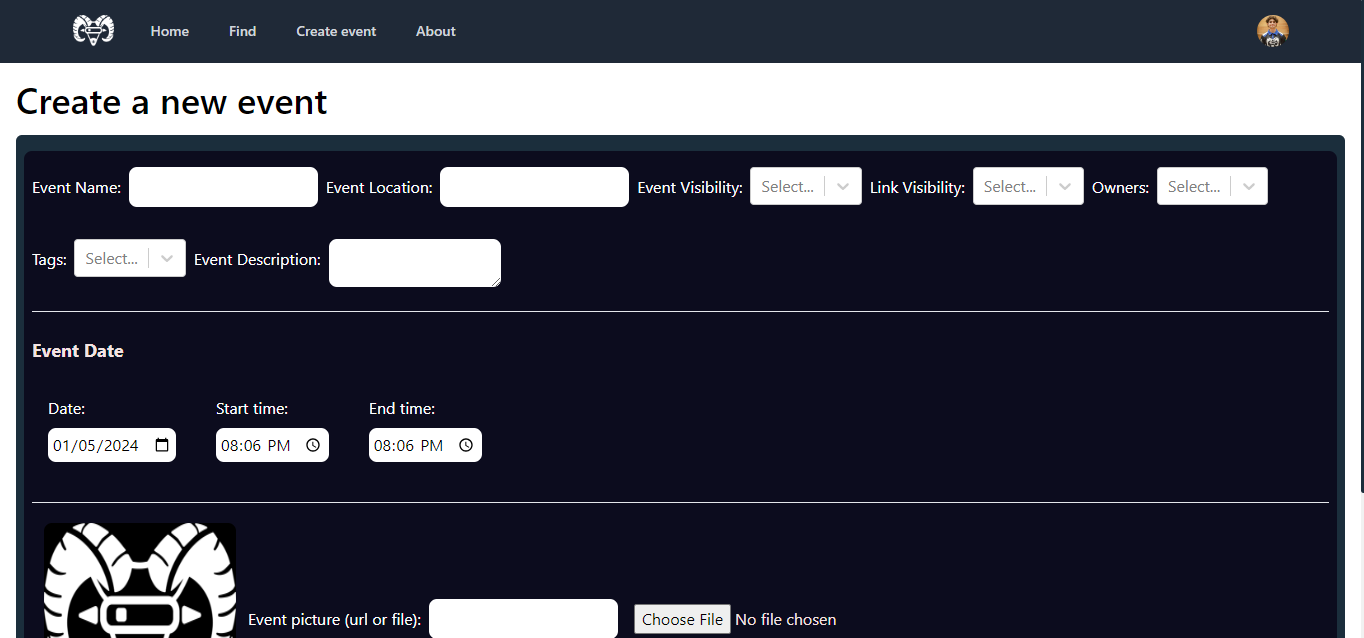 Home Find Create event About
Create a new event
Event Name: Event Location: Event Visibility: Select... Link Visibility: Select... Owners: Select...
Tags: Select... Event Description:
Event Date
Date: Start time: End time:
01/05/2024 08:06 PM 08:06 PM
Event picture (url or file): Choose File No file chosen